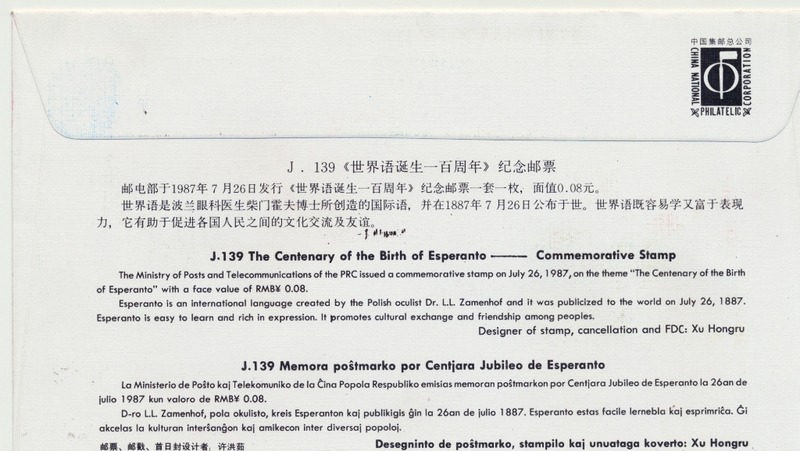 中国集邮总公司
CHINA NATIONAL
PHILATELIC
CORPORATION
J．139《世界语诞生一百周年》纪念邮票
邮电部于1987年7月26日发行《世界语诞生一百周年》纪念邮票一套一枚，面值0.08元。
世界语是波兰眼科医生柴门霍夫博士所创造的国际语，并在1887年7月26日公布于世。世界语既容易学又富于表现
力，它有助于促进各国人民之间的文化交流及友谊。
J·139 The Centenary of the Birth of Esperanto —— Commemorative Stamp
The Ministry of Posts and Telecommunications of the PRC issued a commemorative stamp on July 26, 1987, on the theme "The Centenary of the Birth
of Esperanto" with a face value of RMB¥ 0.08.
Esperanto is an international language created by the Polish oculist Dr. L.L. Zamenhof and it was publicized to the world on July 26, 1887.
Esperanto is easy to learn and rich in expression. It promotes cultural exchange and friendship among peoples.
Designer of stamp, cancellation and FDC: Xu Hongru
J.139 Memora poŝtmarko por Centjara Jubileo de Esperanto
La Ministerio de Poŝto kaj Telekomuniko de la Ĉina Popola Respubliko emisias memoran poŝtmarkon por Centjara Jubileo de Esperanto la 26an de
julio 1987 kun valoro de RMB¥ 0.08.
D-ro L.L. Zamenhof, pola okulisto, kreis Esperanton kaj publikigis ĝin la 26an de julio 1887. Esperanto estas facile lernebla kaj esprimriĉa. Ĝi
akcelas la kulturan interŝanĝon kaj amikecon inter diversaj popoloj.
邮票、邮戳、首日封设计者：许洪茹
Desegninto de poŝtmarko, stampilo kaj unuataga koverto: Xu Hongru